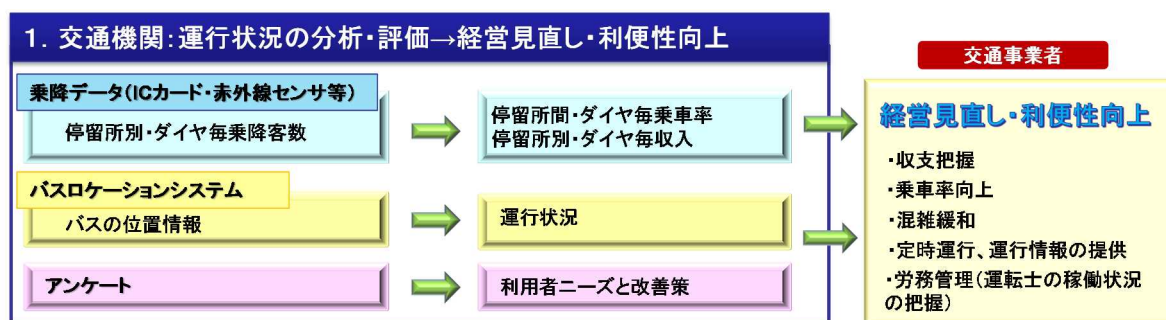 1. 交通機関:運行状況の分析・評価→経営見直し・利便性向上
乗降データ(ICカード・赤外線センサ等)
停留所別・ダイヤ毎乗降客数
停留所間・ダイヤ毎乗車率
停留所別・ダイヤ毎収入
バスロケーションシステム
バスの位置情報
運行状況
アンケート
利用者ニーズと改善策
交通事業者
経営見直し・利便性向上
・収支把握
・乗車率向上
・混雑緩和
・定時運行、運行情報の提供
・労務管理(運転士の稼働状況
の把握)